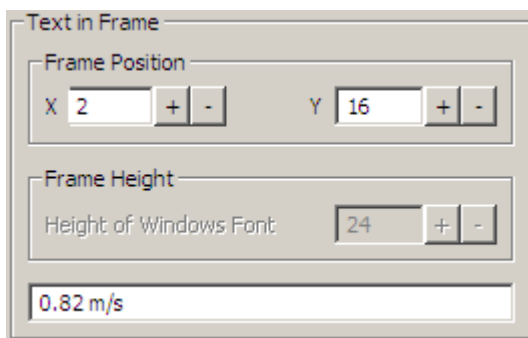 Text in Frame
Frame Position
X 2 + - Y 16 + -
Frame Height
Height of Windows Font 24 + -
0.82 m/s